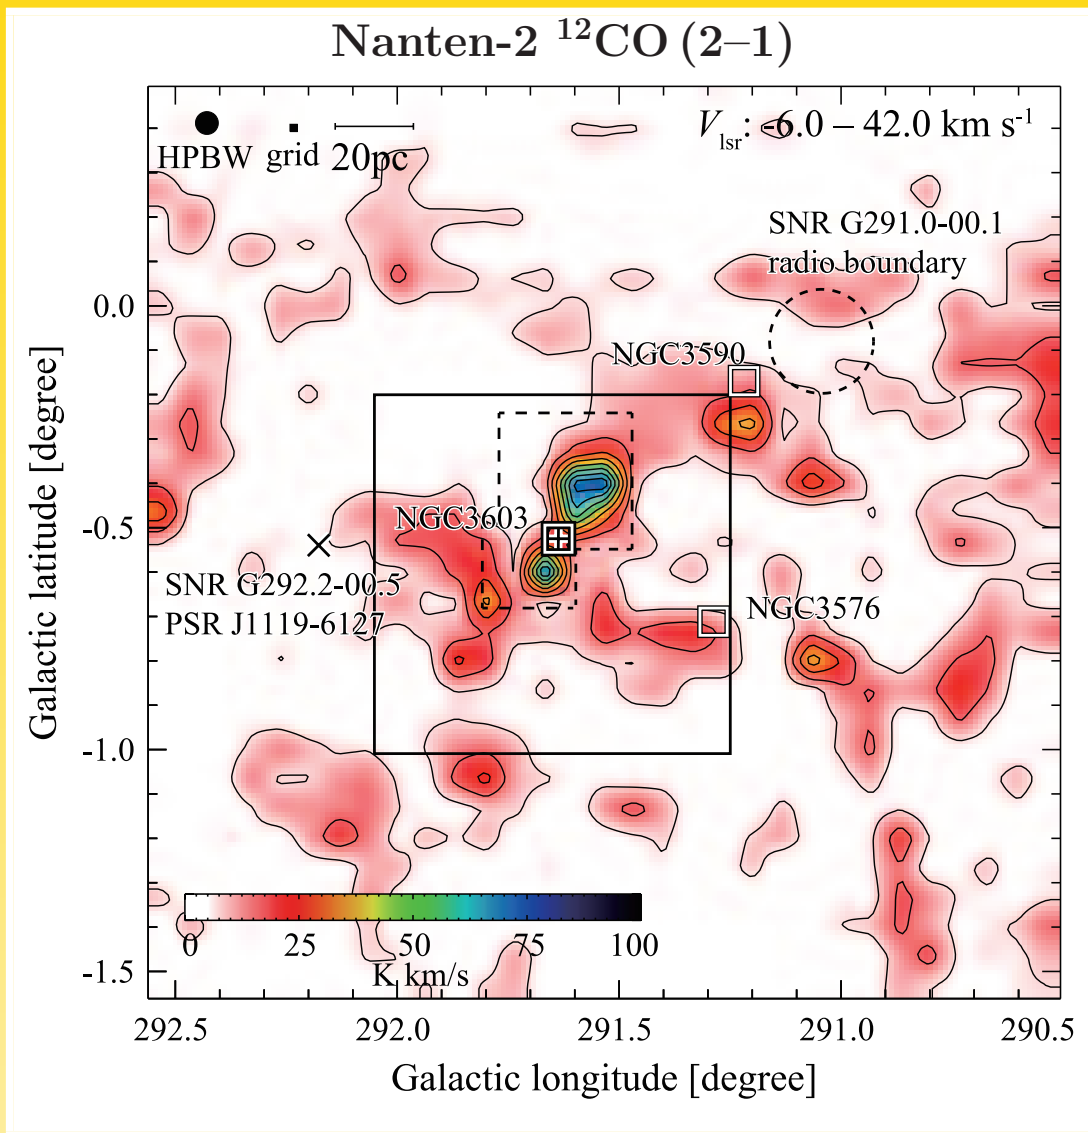 Nanten-2 ¹²CO (2–1)
V_lsr: -6.0 – 42.0 km s⁻¹
HPBW grid 20pc
SNR G291.0-00.1
radio boundary
NGC3590
NGC3603
SNR G292.2-00.5
PSR J1119-6127
NGC3576
0.0
-0.5
-1.0
-1.5
Galactic latitude [degree]
0 25 50 75 100
K km/s
292.5 292.0 291.5 291.0 290.5
Galactic longitude [degree]